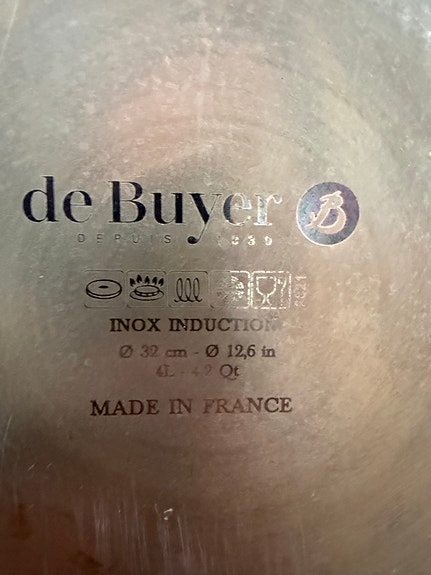 de Buyer B
DEPUIS 1830
INOX INDUCTION
Ø 32 cm - Ø 12,6 in
4L - 4.2 Qt
MADE IN FRANCE